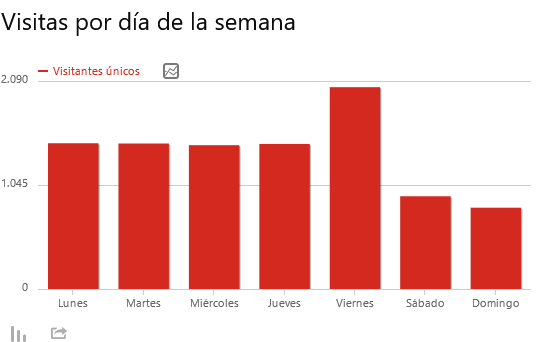 Visitas por día de la semana
Visitantes únicos
2.090
1.045
0
Lunes Martes Miércoles Jueves Viernes Sábado Domingo